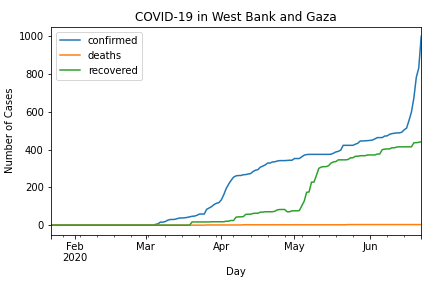 COVID-19 in West Bank and Gaza
confirmed
deaths
recovered
Number of Cases
1000
800
600
400
200
0
Feb
2020
Mar
Apr
May
Jun
Day